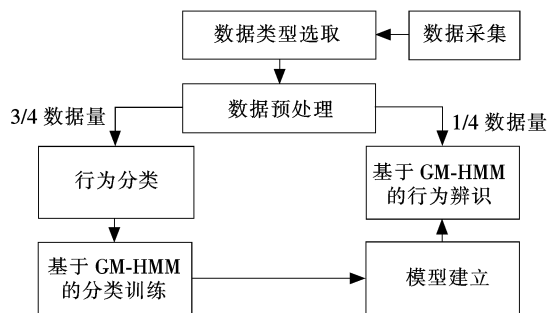 数据类型选取
数据采集
数据预处理
3/4 数据量
1/4 数据量
行为分类
基于 GM-HMM
的行为辨识
基于 GM-HMM
的分类训练
模型建立